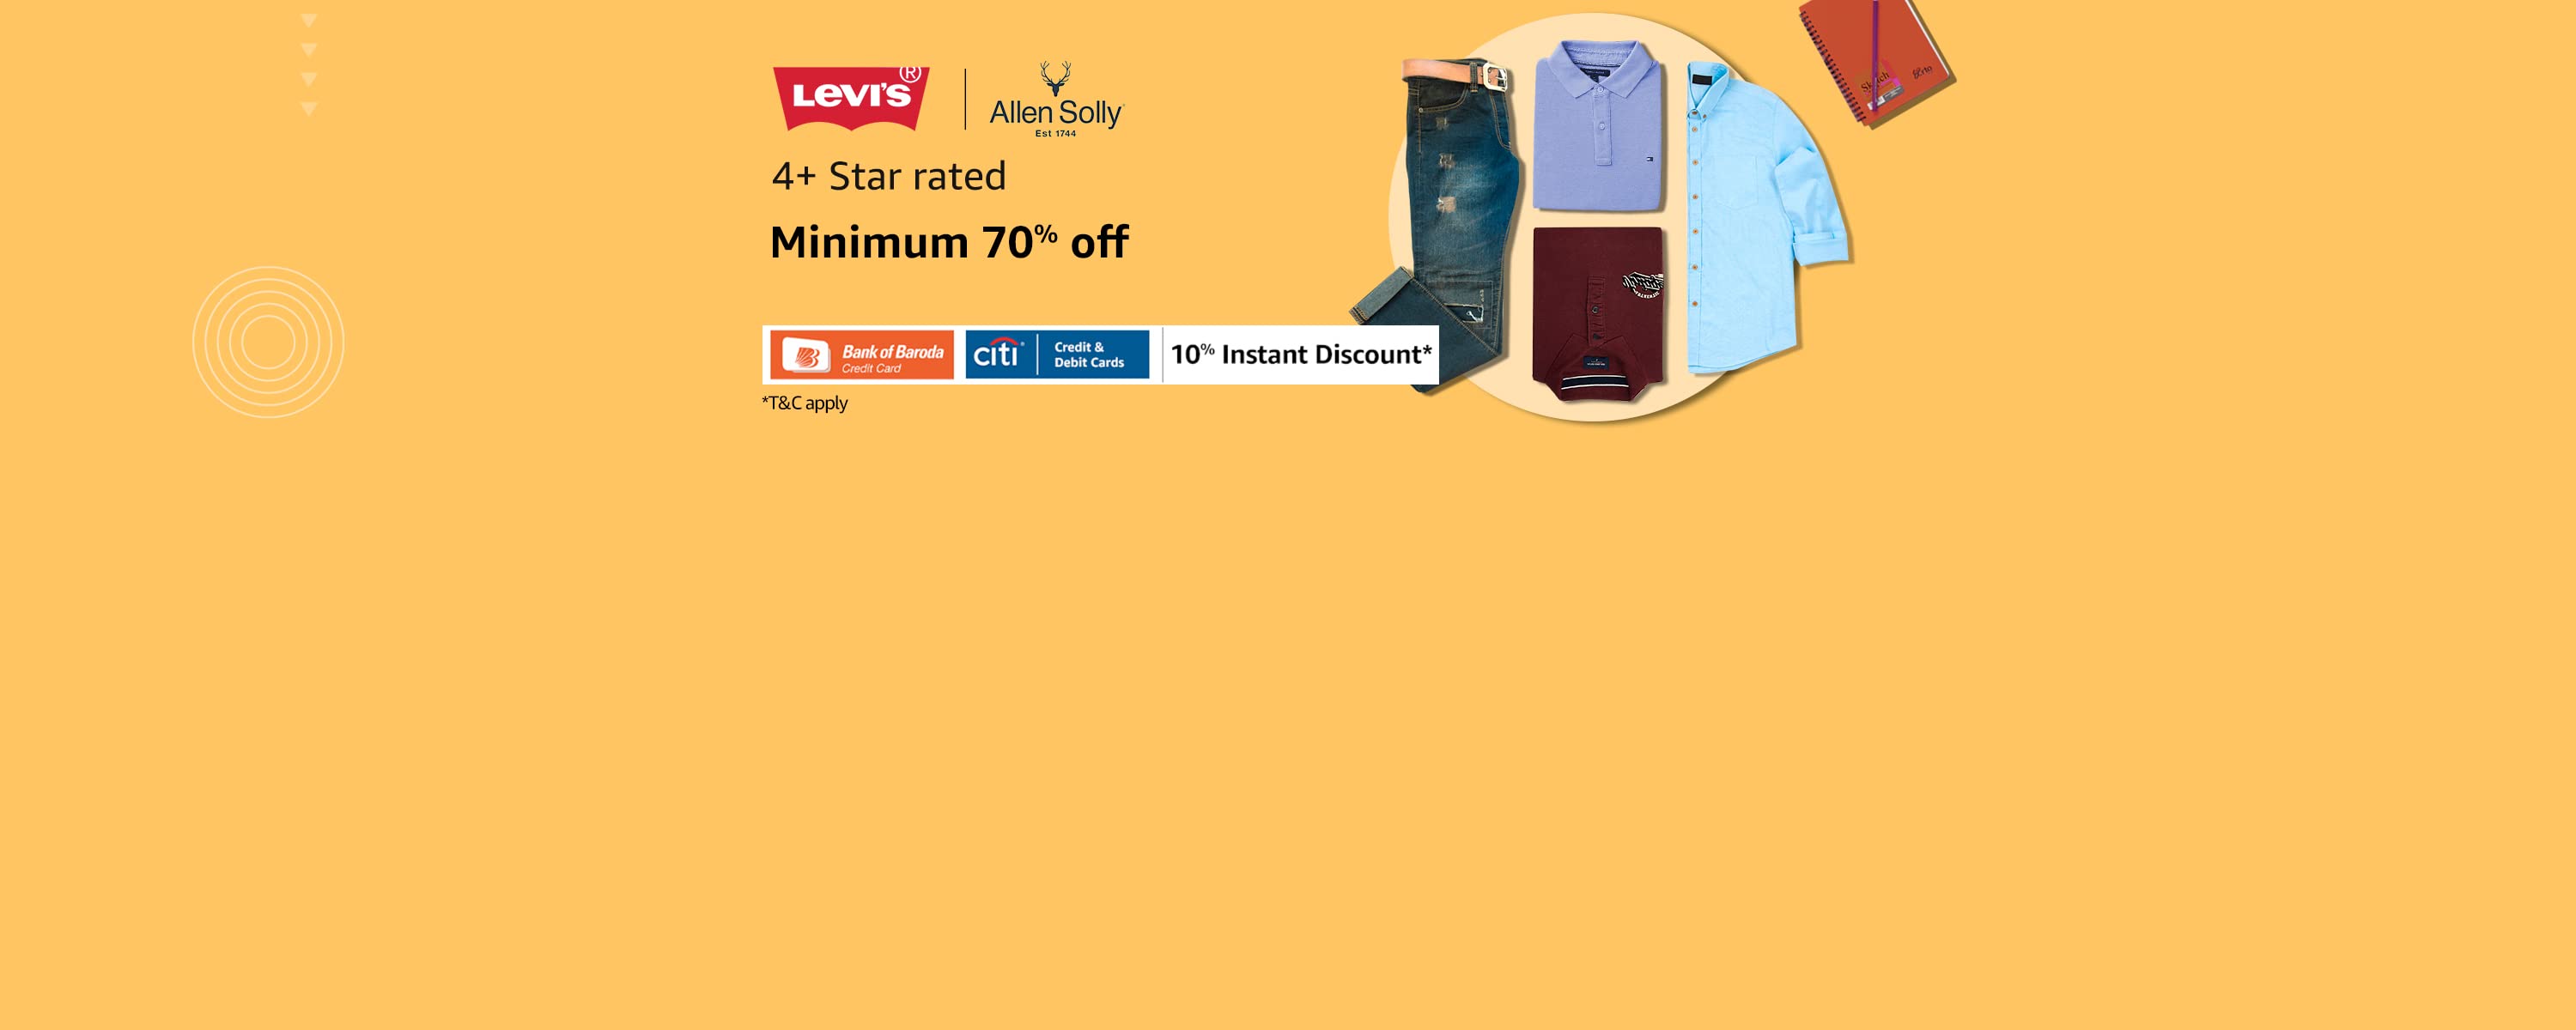 LEVI'S®
Allen Solly
Est 1744
4+ Star rated
Minimum 70% off
Bank of Baroda
Credit Card
citi®
Credit &
Debit Cards
10% Instant Discount*
*T&C apply
Sketch